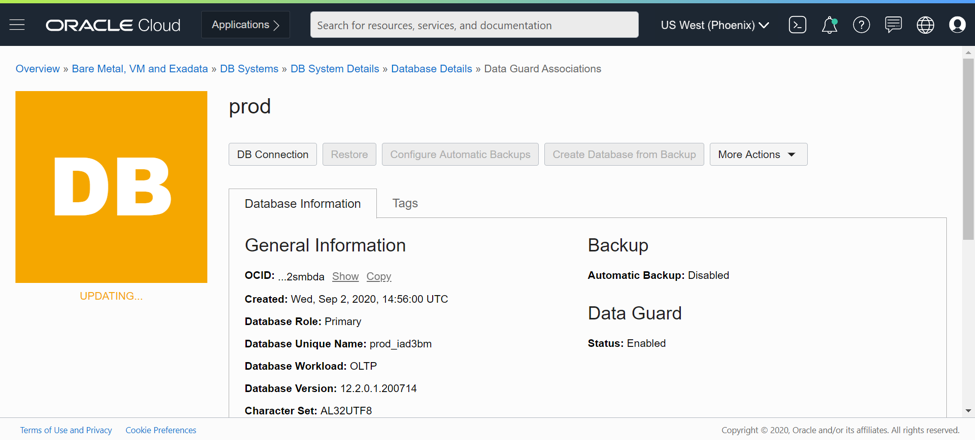 ORACLE Cloud Applications Search for resources, services, and documentation US West (Phoenix)
Overview » Bare Metal, VM and Exadata » DB Systems » DB System Details » Database Details » Data Guard Associations
DB
UPDATING...
prod
DB Connection Restore Configure Automatic Backups Create Database from Backup More Actions
Database Information Tags
General Information
OCID: ...2smbda Show Copy
Created: Wed, Sep 2, 2020, 14:56:00 UTC
Database Role: Primary
Database Unique Name: prod_iad3bm
Database Workload: OLTP
Database Version: 12.2.0.1.200714
Character Set: AL32UTF8
Backup
Automatic Backup: Disabled
Data Guard
Status: Enabled
Terms of Use and Privacy Cookie Preferences Copyright © 2020, Oracle and/or its affiliates. All rights reserved.